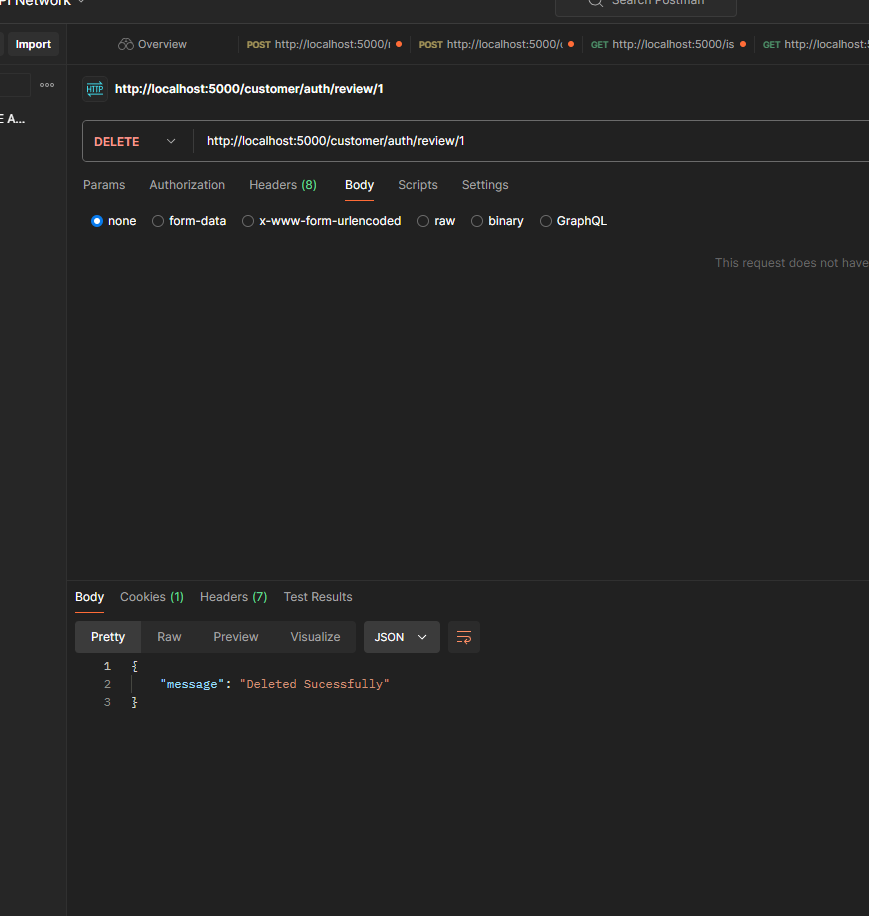 PI Network
Search Postman
Import
Overview
POST http://localhost:5000/
POST http://localhost:5000/
GET http://localhost:5000/is
GET http://localhost:5
E A...
HTTP http://localhost:5000/customer/auth/review/1
DELETE http://localhost:5000/customer/auth/review/1
Params Authorization Headers (8) Body Scripts Settings
none form-data x-www-form-urlencoded raw binary GraphQL
This request does not have
Body Cookies (1) Headers (7) Test Results
Pretty Raw Preview Visualize JSON
1 {
2 "message": "Deleted Sucessfully"
3 }